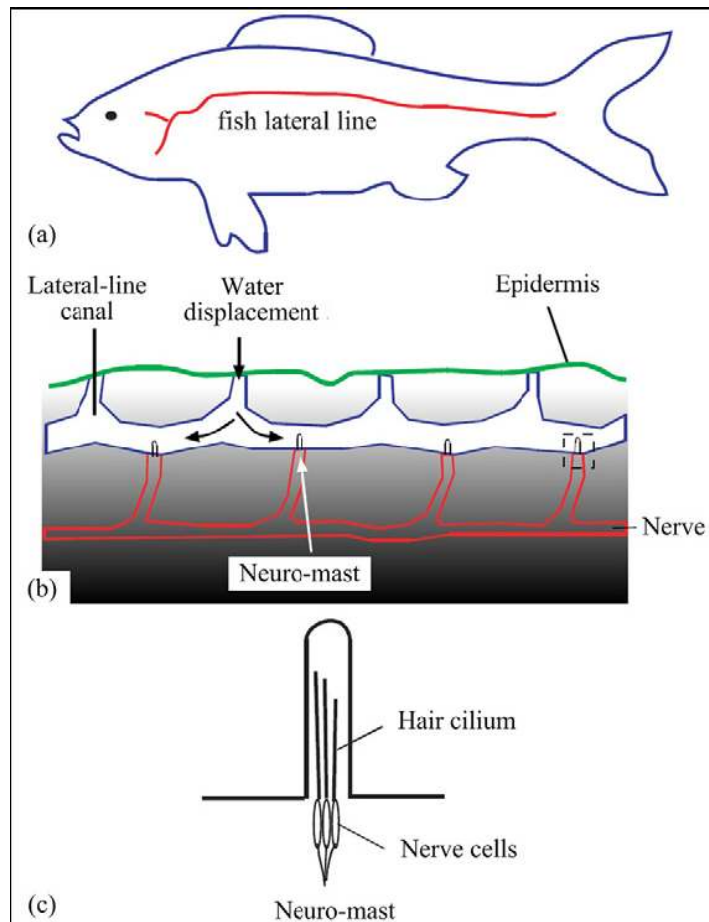 fish lateral line
(a)
Lateral-line
canal
Water
displacement
Epidermis
Nerve
Neuro-mast
(b)
Hair cilium
Nerve cells
(c)
Neuro-mast